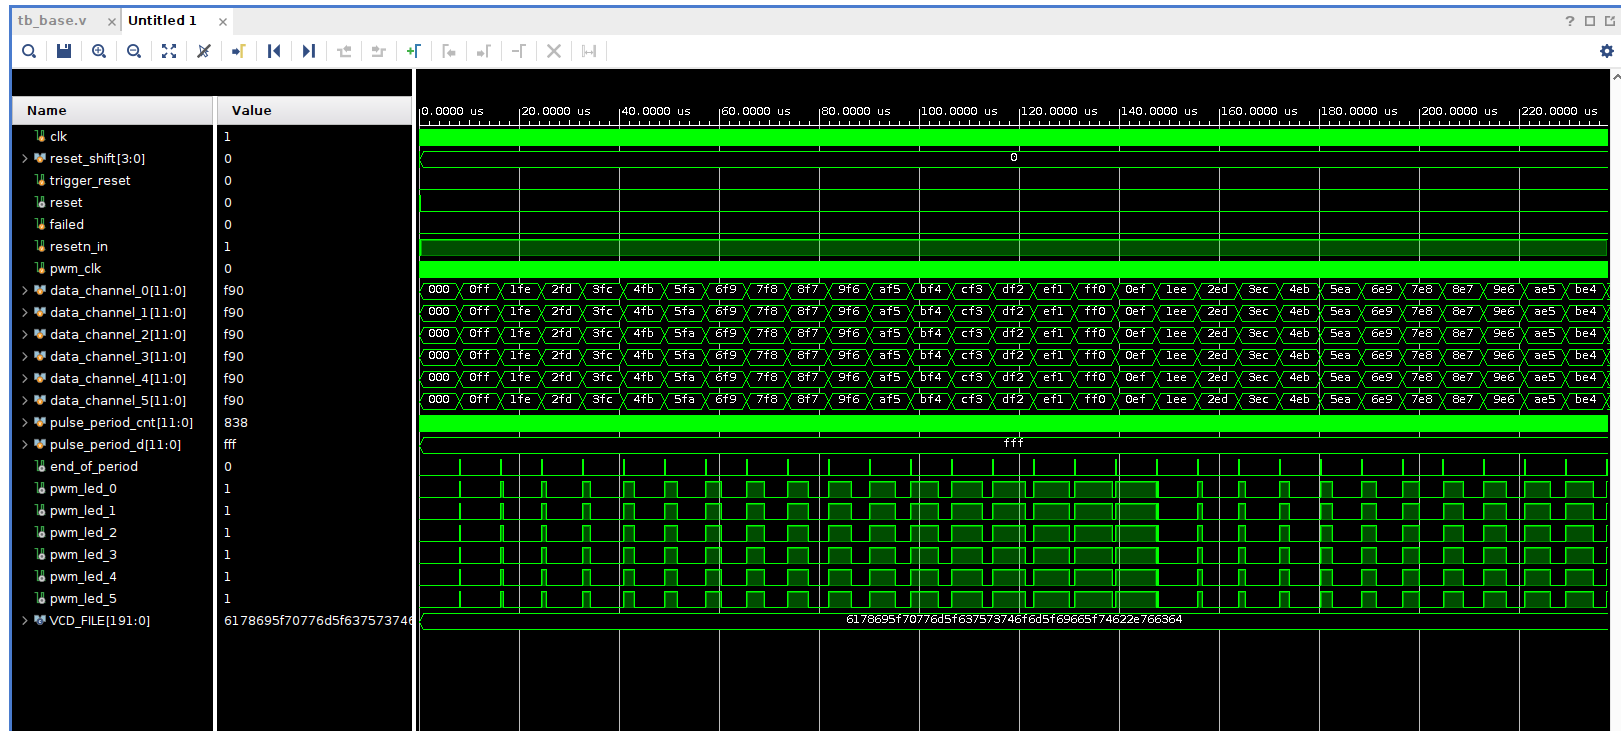 tb_base.v × Untitled 1 × ?
Name Value
0.0000 us 20.0000 us 40.0000 us 60.0000 us 80.0000 us 100.0000 us 120.0000 us 140.0000 us 160.0000 us 180.0000 us 200.0000 us 220.0000 us
clk 1
reset_shift[3:0] 0 0
trigger_reset 0
reset 0
failed 0
resetn_in 1
pwm_clk 0
data_channel_0[11:0] f90 000 0ff 1fe 2fd 3fc 4fb 5fa 6f9 7f8 8f7 9f6 af5 bf4 cf3 df2 ef1 ff0 0ef 1ee 2ed 3ec 4eb 5ea 6e9 7e8 8e7 9e6 ae5 be4
data_channel_1[11:0] f90 000 0ff 1fe 2fd 3fc 4fb 5fa 6f9 7f8 8f7 9f6 af5 bf4 cf3 df2 ef1 ff0 0ef 1ee 2ed 3ec 4eb 5ea 6e9 7e8 8e7 9e6 ae5 be4
data_channel_2[11:0] f90 000 0ff 1fe 2fd 3fc 4fb 5fa 6f9 7f8 8f7 9f6 af5 bf4 cf3 df2 ef1 ff0 0ef 1ee 2ed 3ec 4eb 5ea 6e9 7e8 8e7 9e6 ae5 be4
data_channel_3[11:0] f90 000 0ff 1fe 2fd 3fc 4fb 5fa 6f9 7f8 8f7 9f6 af5 bf4 cf3 df2 ef1 ff0 0ef 1ee 2ed 3ec 4eb 5ea 6e9 7e8 8e7 9e6 ae5 be4
data_channel_4[11:0] f90 000 0ff 1fe 2fd 3fc 4fb 5fa 6f9 7f8 8f7 9f6 af5 bf4 cf3 df2 ef1 ff0 0ef 1ee 2ed 3ec 4eb 5ea 6e9 7e8 8e7 9e6 ae5 be4
data_channel_5[11:0] f90 000 0ff 1fe 2fd 3fc 4fb 5fa 6f9 7f8 8f7 9f6 af5 bf4 cf3 df2 ef1 ff0 0ef 1ee 2ed 3ec 4eb 5ea 6e9 7e8 8e7 9e6 ae5 be4
pulse_period_cnt[11:0] 838
pulse_period_d[11:0] fff fff
end_of_period 0
pwm_led_0 1
pwm_led_1 1
pwm_led_2 1
pwm_led_3 1
pwm_led_4 1
pwm_led_5 1
VCD_FILE[191:0] 6178695f70776d5f637573746 6178695f70776d5f637573746f6d5f69665f74622e766364